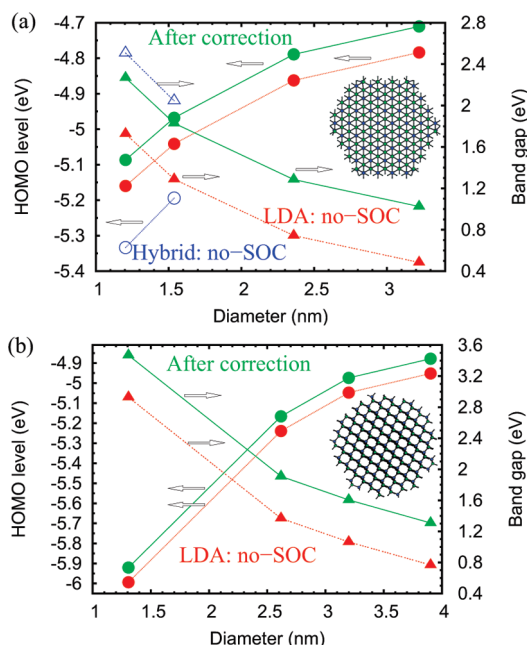 (a)
-4.7
-4.8
-4.9
-5
-5.1
-5.2
-5.3
-5.4
HOMO level (eV)
After correction
LDA: no−SOC
Hybrid: no−SOC
2.8
2.4
2
1.6
1.2
0.8
0.4
Band gap (eV)
1 1.5 2 2.5 3
Diameter (nm)
(b)
-4.9
-5
-5.1
-5.2
-5.3
-5.4
-5.5
-5.6
-5.7
-5.8
-5.9
-6
HOMO level (eV)
After correction
LDA: no−SOC
3.6
3.2
2.8
2.4
2
1.6
1.2
0.8
0.4
Band gap (eV)
1 1.5 2 2.5 3 3.5 4
Diameter (nm)